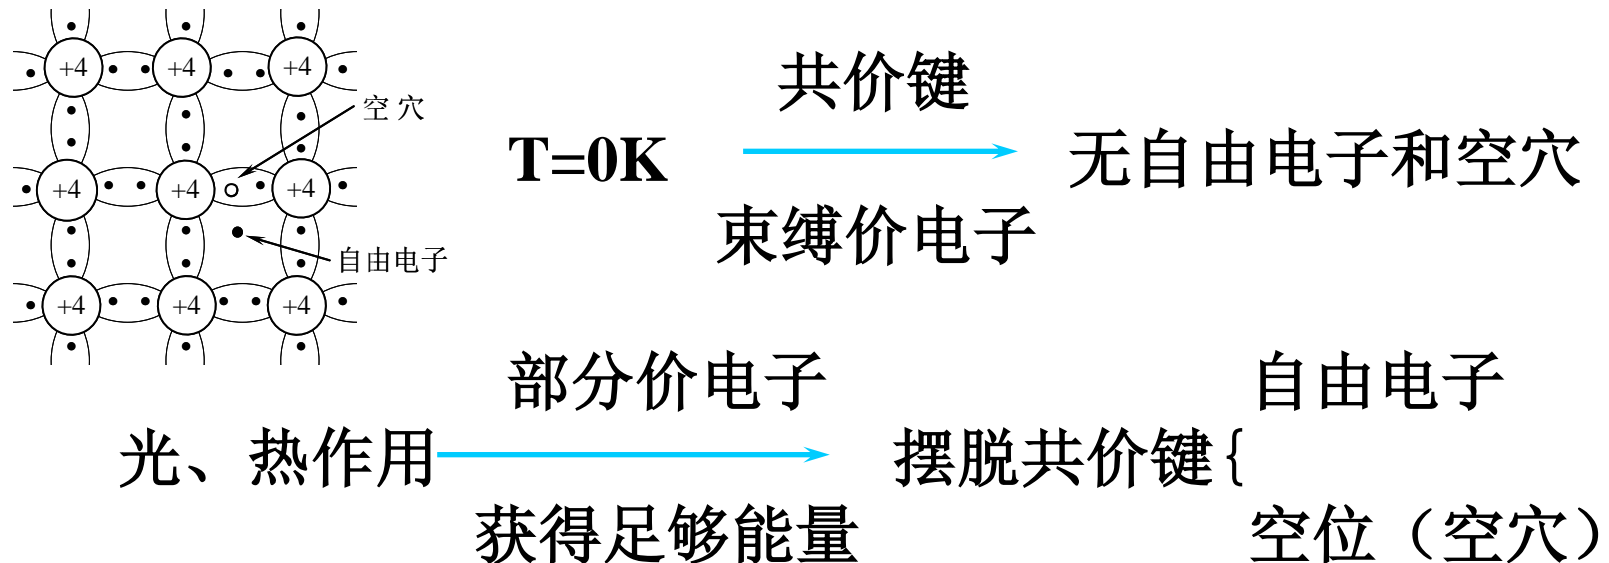 +4 +4 +4
空穴
+4 +4 +4
自由电子
+4 +4 +4
共价键
T=0K
无自由电子和空穴
束缚价电子
部分价电子
光、热作用
获得足够能量
摆脱共价键{
自由电子
空位（空穴）